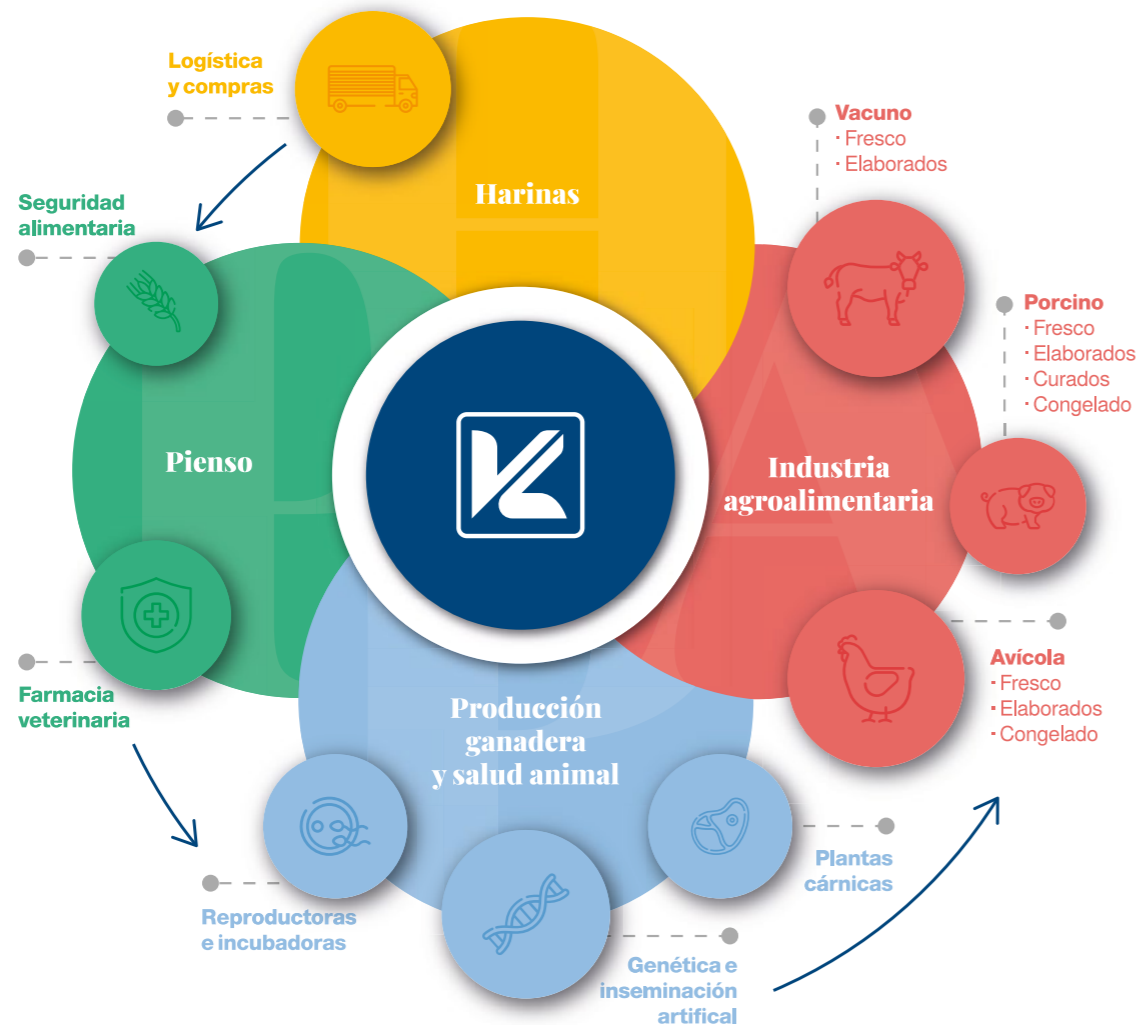 Logística
y compras
Harinas
Seguridad
alimentaria
Pienso
Farmacia
veterinaria
Producción
ganadera
y salud animal
Reproductoras
e incubadoras
Genética e
inseminación
artifical
Plantas
cárnicas
Industria
agroalimentaria
Vacuno
· Fresco
· Elaborados
Porcino
· Fresco
· Elaborados
· Curados
· Congelado
Avícola
· Fresco
· Elaborados
· Congelado